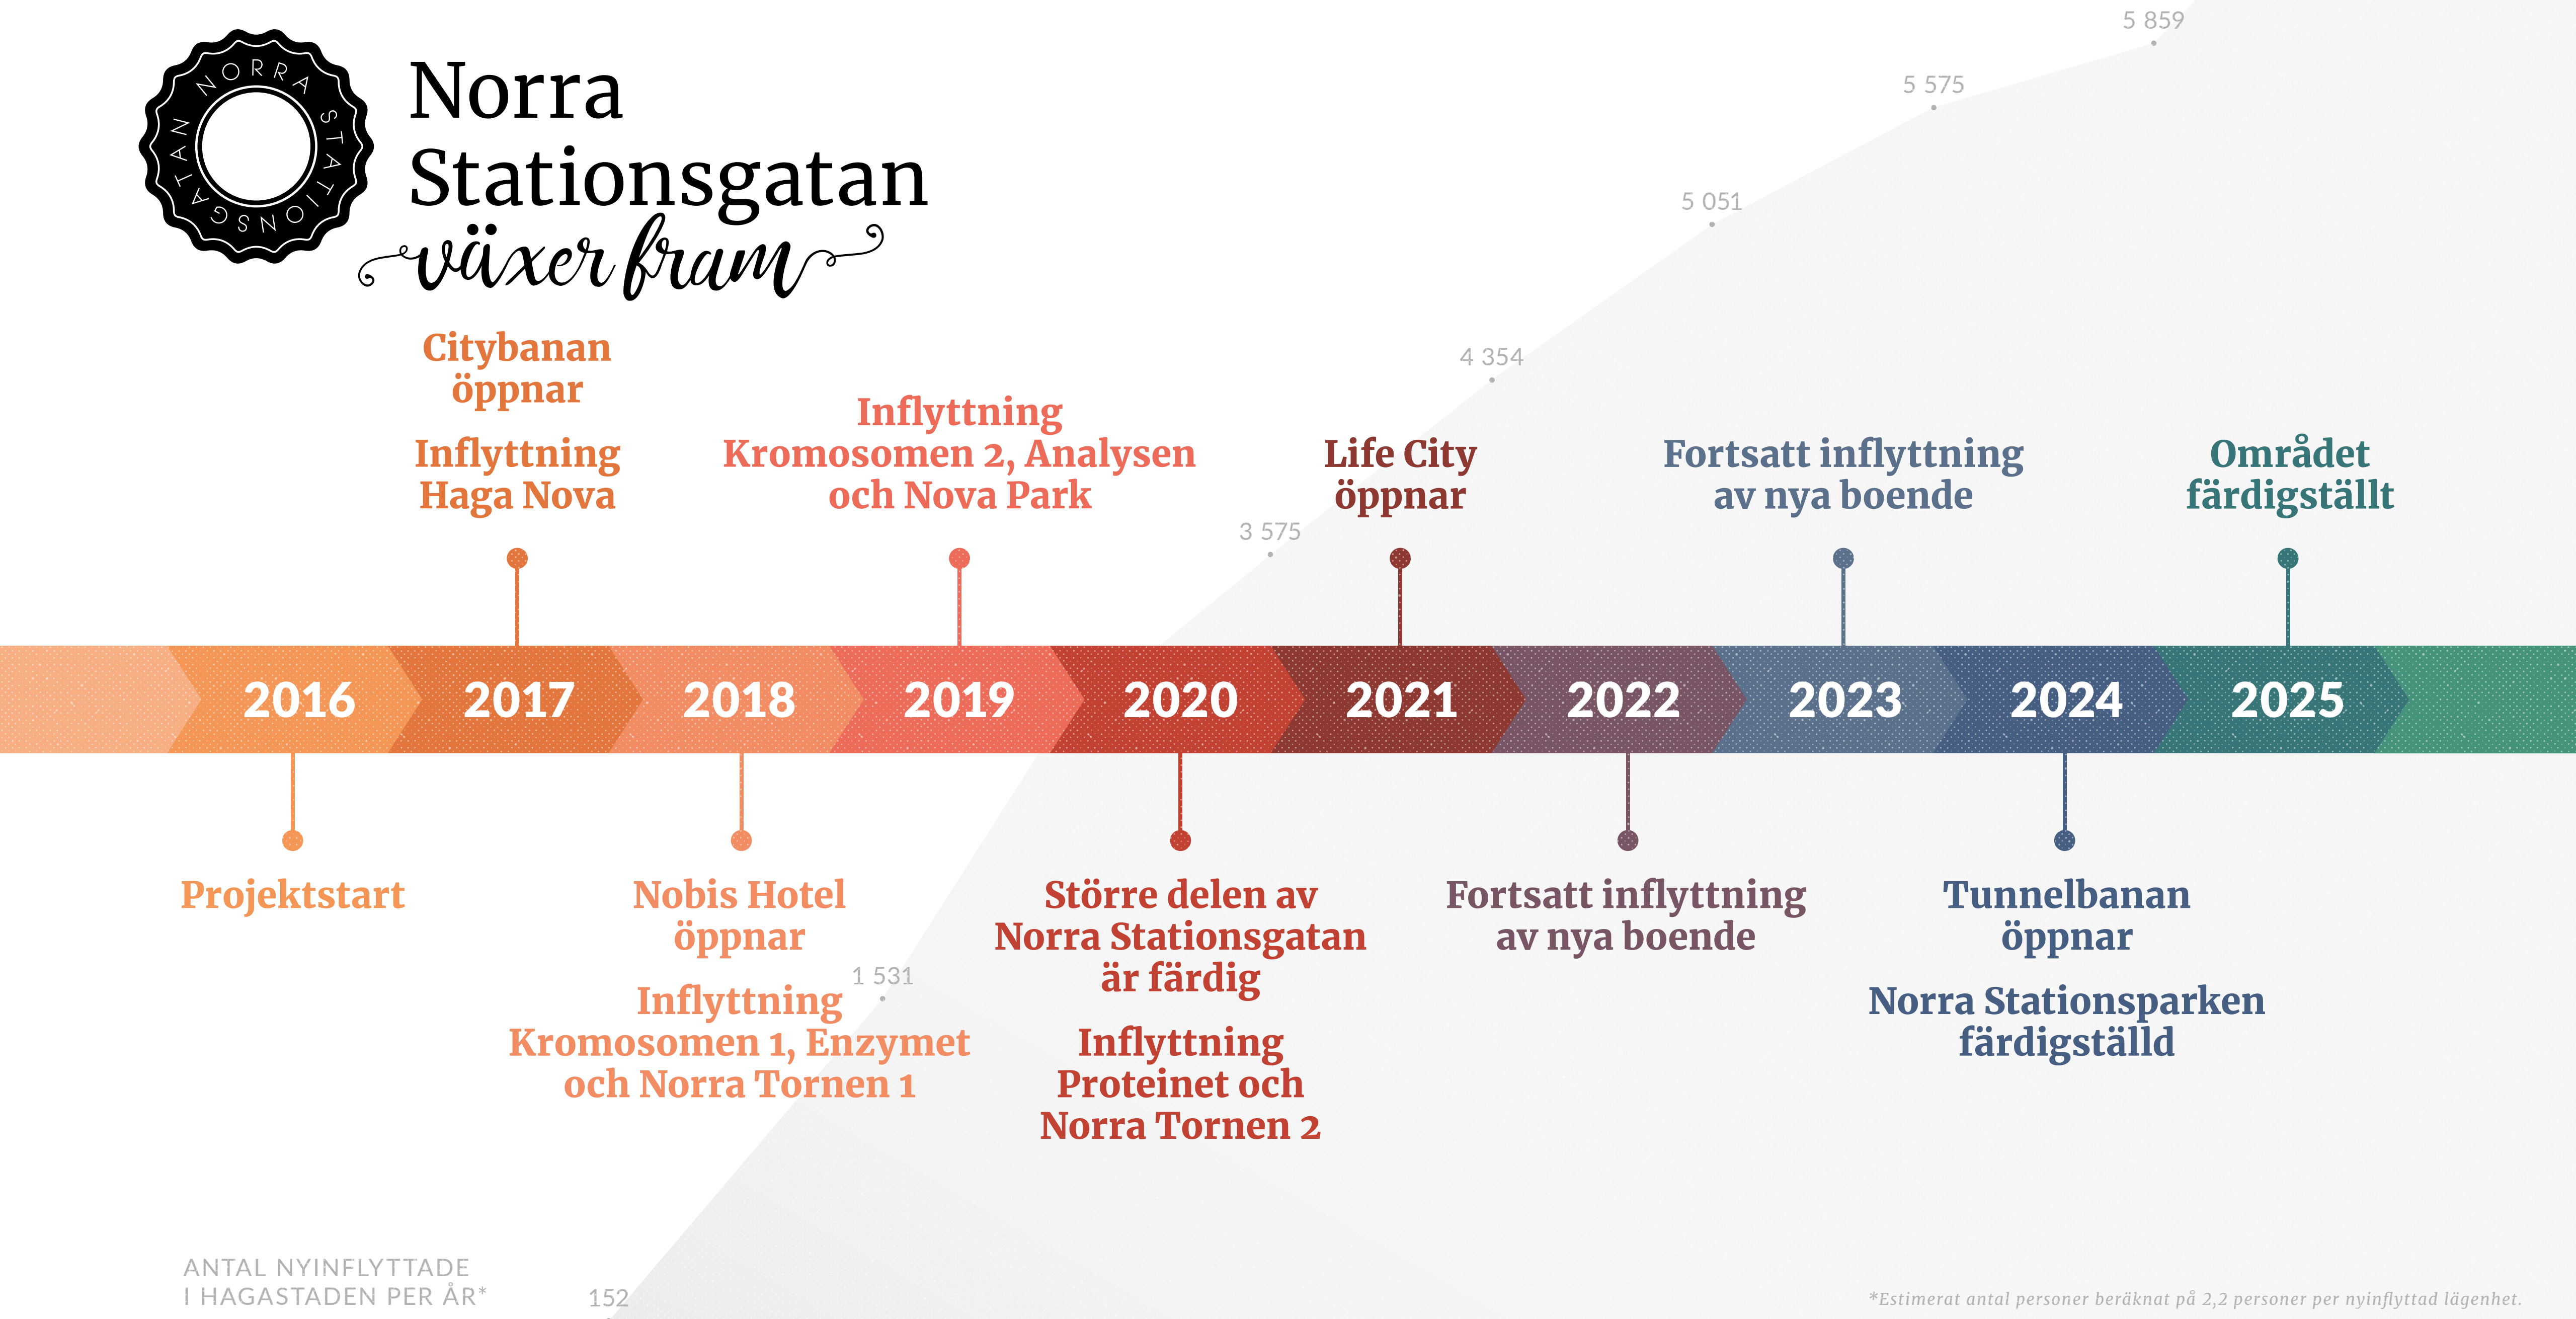 NORRA STATIONSGATAN
Norra
Stationsgatan
växer fram
5 859
5 575
5 051
4 354
3 575
Citybanan
öppnar
Inflyttning
Haga Nova
Inflyttning
Kromosomen 2, Analysen
och Nova Park
Life City
öppnar
Fortsatt inflyttning
av nya boende
Området
färdigställt
2016 2017 2018 2019 2020 2021 2022 2023 2024 2025
Projektstart
Nobis Hotel
öppnar
Inflyttning
Kromosomen 1, Enzymet
och Norra Tornen 1
1 531
Större delen av
Norra Stationsgatan
är färdig
Inflyttning
Proteinet och
Norra Tornen 2
Fortsatt inflyttning
av nya boende
Tunnelbanan
öppnar
Norra Stationsparken
färdigställd
ANTAL NYINFLYTTADE
I HAGASTADEN PER ÅR*
152
*Estimerat antal personer beräknat på 2,2 personer per nyinflyttad lägenhet.